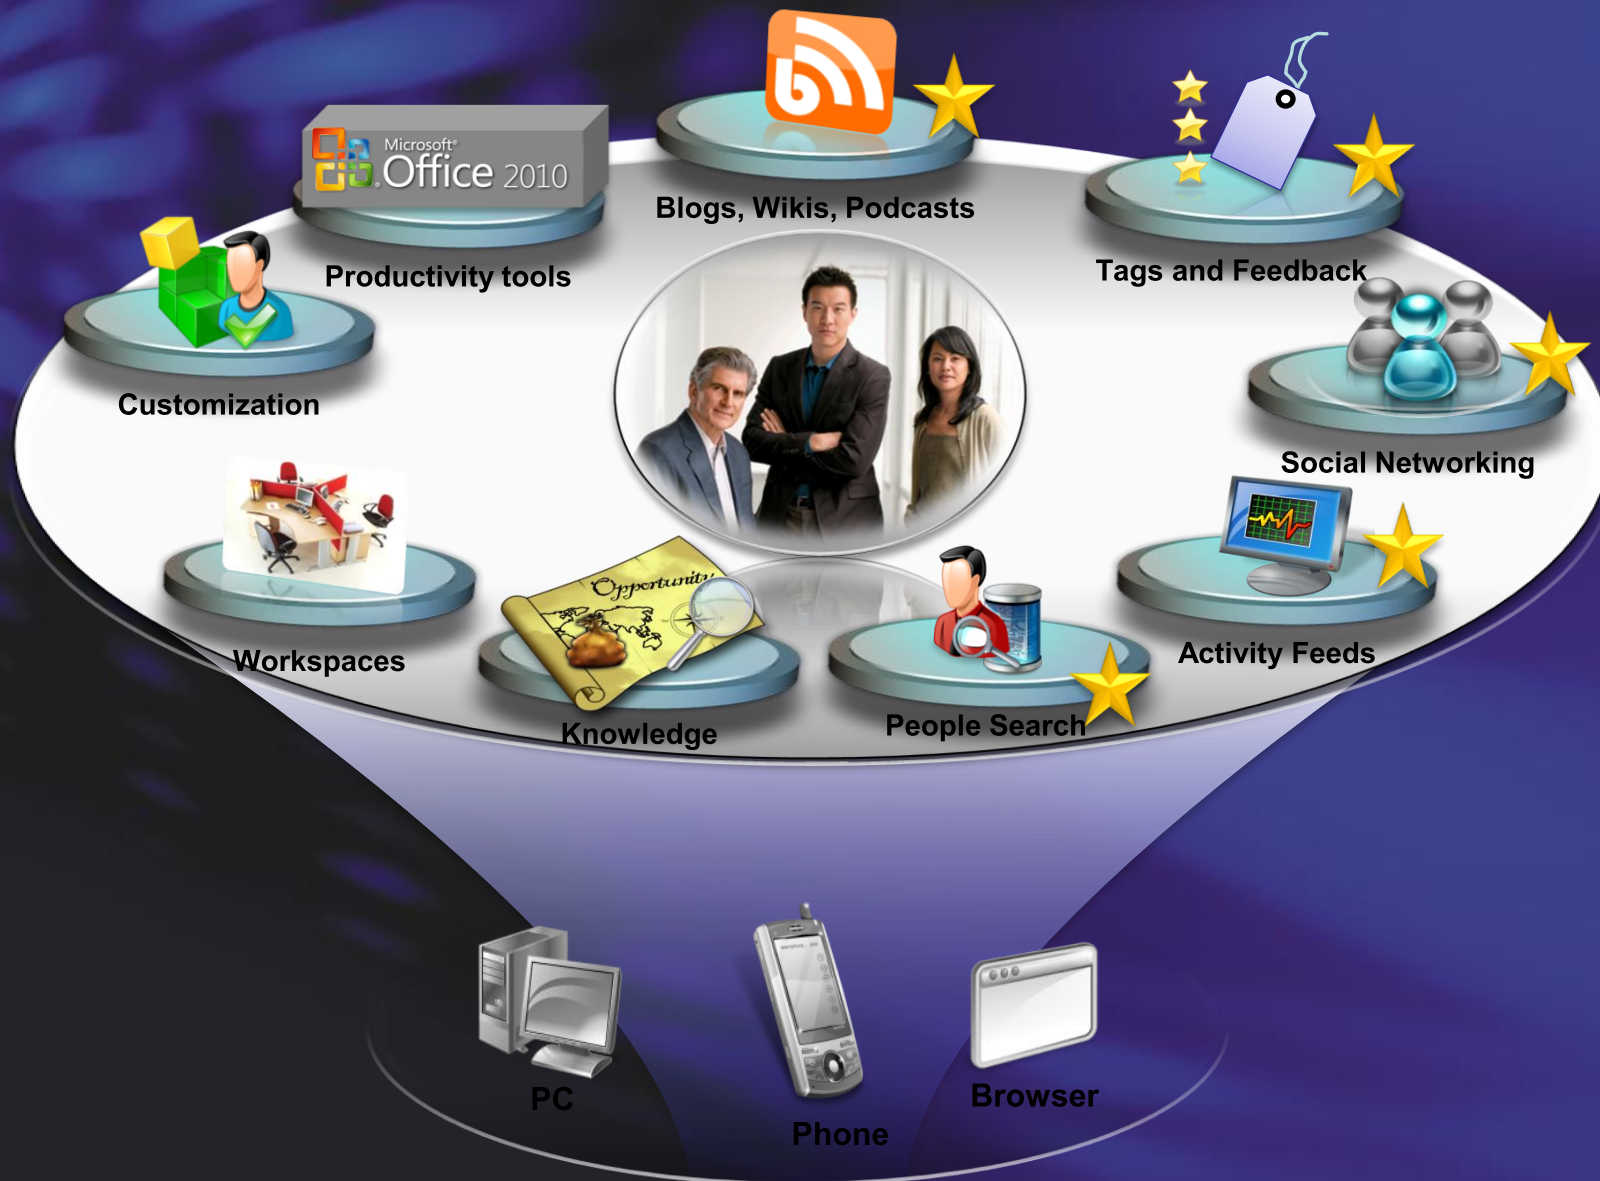 Microsoft®
Office 2010
Blogs, Wikis, Podcasts
Productivity tools
Tags and Feedback
Customization
Social Networking
Opportunity
Workspaces
Activity Feeds
Knowledge
People Search
PC
Browser
Phone